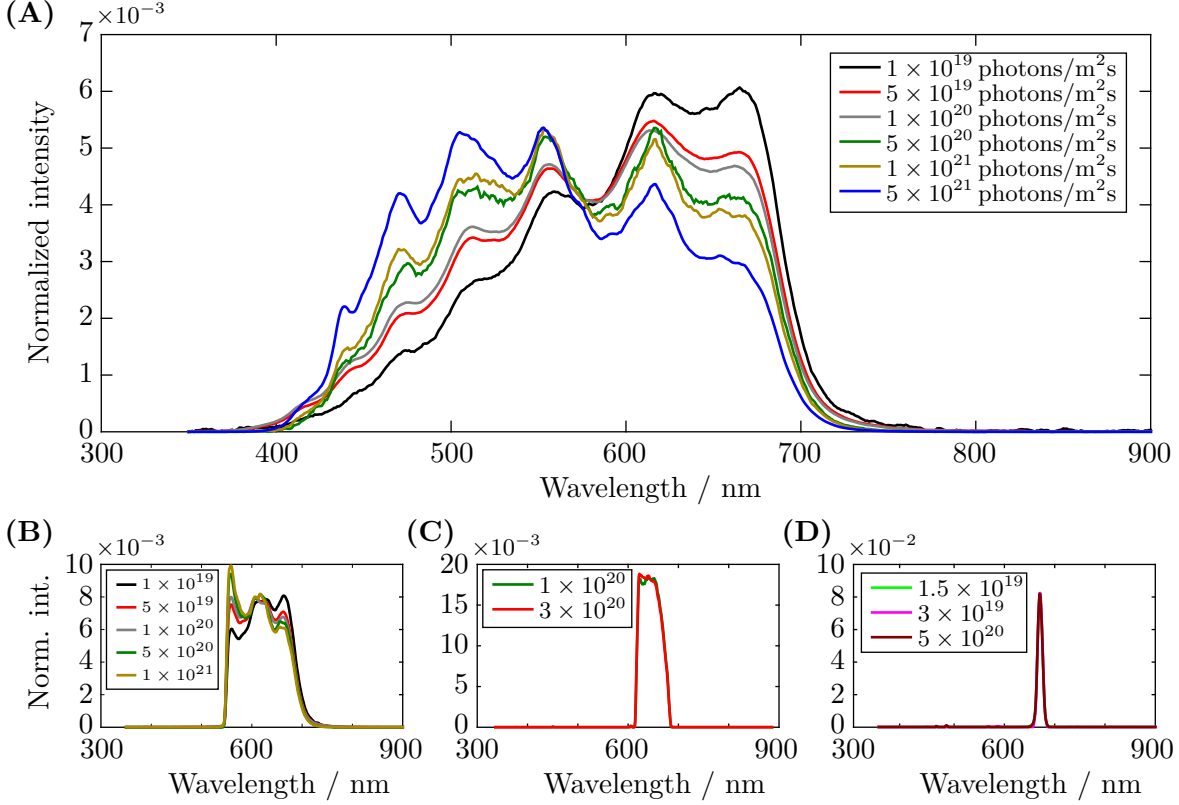 (A)
×10⁻³
7
6
5
4
3
2
1
0
Normalized intensity
1 × 10¹⁹ photons/m²s
5 × 10¹⁹ photons/m²s
1 × 10²⁰ photons/m²s
5 × 10²⁰ photons/m²s
1 × 10²¹ photons/m²s
5 × 10²¹ photons/m²s
300 400 500 600 700 800 900
Wavelength / nm
(B)
×10⁻³
10
8
6
4
2
0
Norm. int.
1 × 10¹⁹
5 × 10¹⁹
1 × 10²⁰
5 × 10²⁰
1 × 10²¹
300 600 900
Wavelength / nm
(C)
×10⁻³
20
15
10
5
0
1 × 10²⁰
3 × 10²⁰
300 600 900
Wavelength / nm
(D)
×10⁻²
10
8
6
4
2
0
1.5 × 10¹⁹
3 × 10¹⁹
5 × 10²⁰
300 600 900
Wavelength / nm